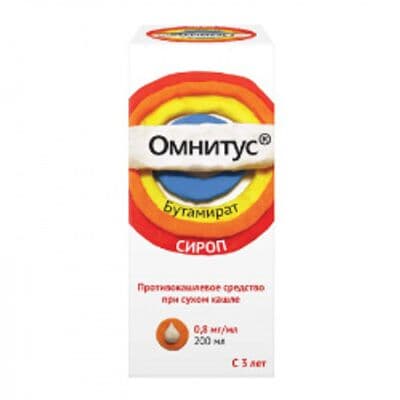 Омнитус®
Бутамират
СИРОП
Противокашлевое средство
при сухом кашле
0,8 мг/мл
200 мл
С 3 лет